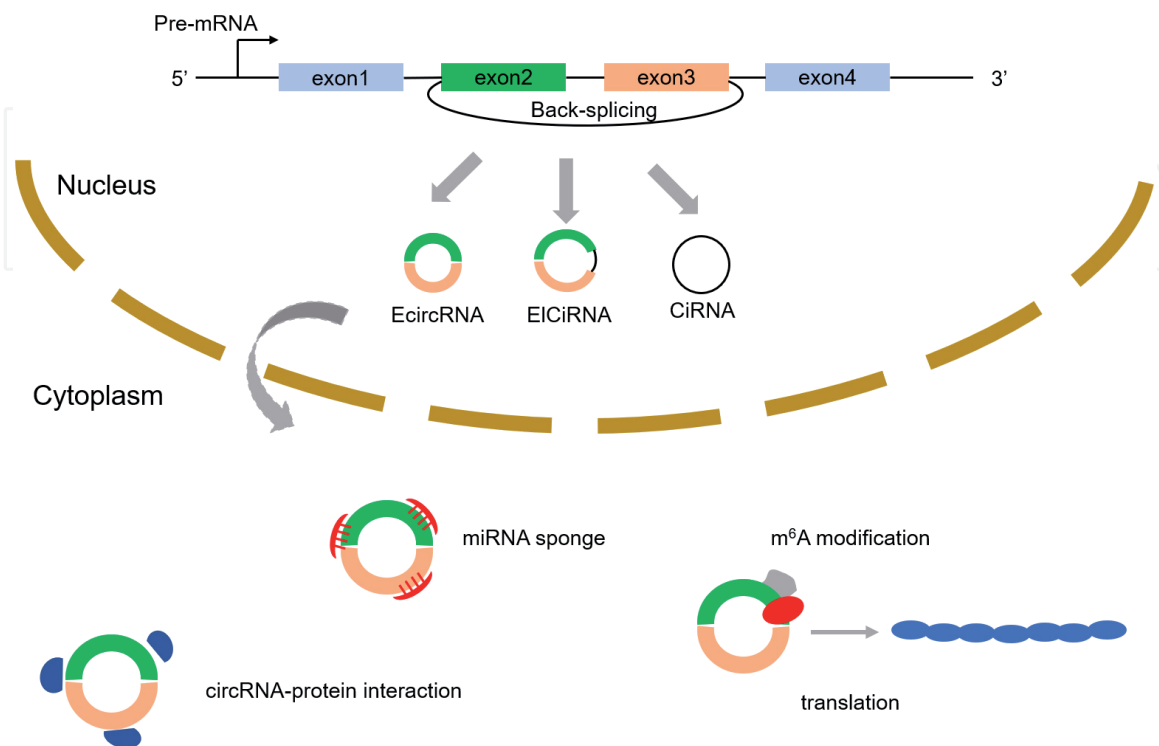 Pre-mRNA
5’ exon1 exon2 exon3 exon4 3’
Back-splicing
Nucleus
EcircRNA EICiRNA CiRNA
Cytoplasm
miRNA sponge
m⁶A modification
circRNA-protein interaction
translation